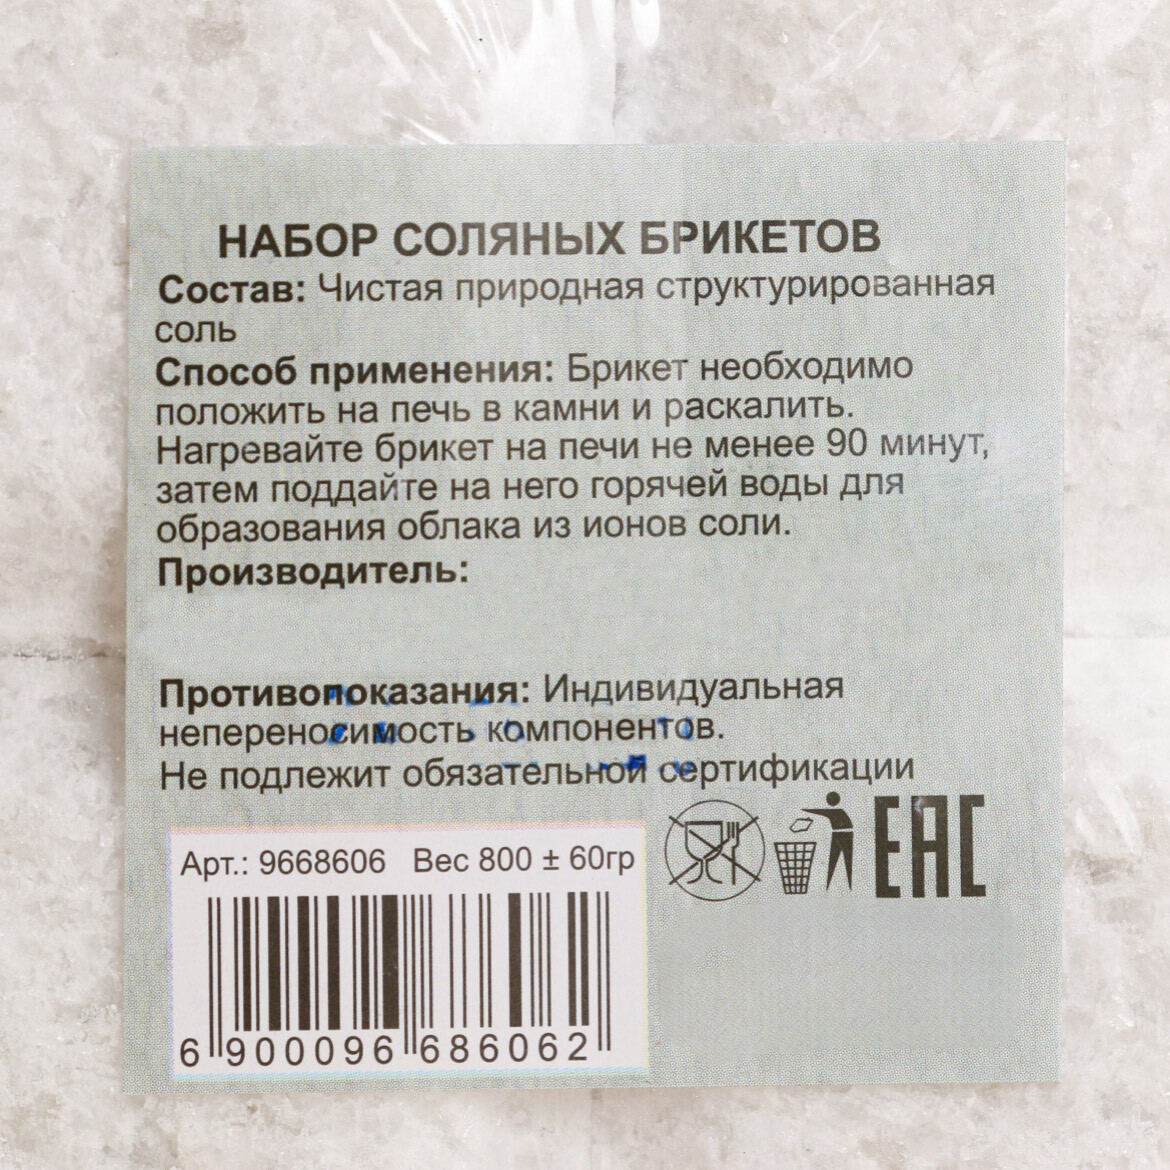 НАБОР СОЛЯНЫХ БРИКЕТОВ
Состав: Чистая природная структурированная
соль
Способ применения: Брикет необходимо
положить на печь в камни и раскалить.
Нагревайте брикет на печи не менее 90 минут,
затем поддайте на него горячей воды для
образования облака из ионов соли.
Производитель:
Противопоказания: Индивидуальная
непереносимость компонентов.
Не подлежит обязательной сертификации
EAC
Арт.: 9668606 Вес 800 ± 60гр
6 900096 686062